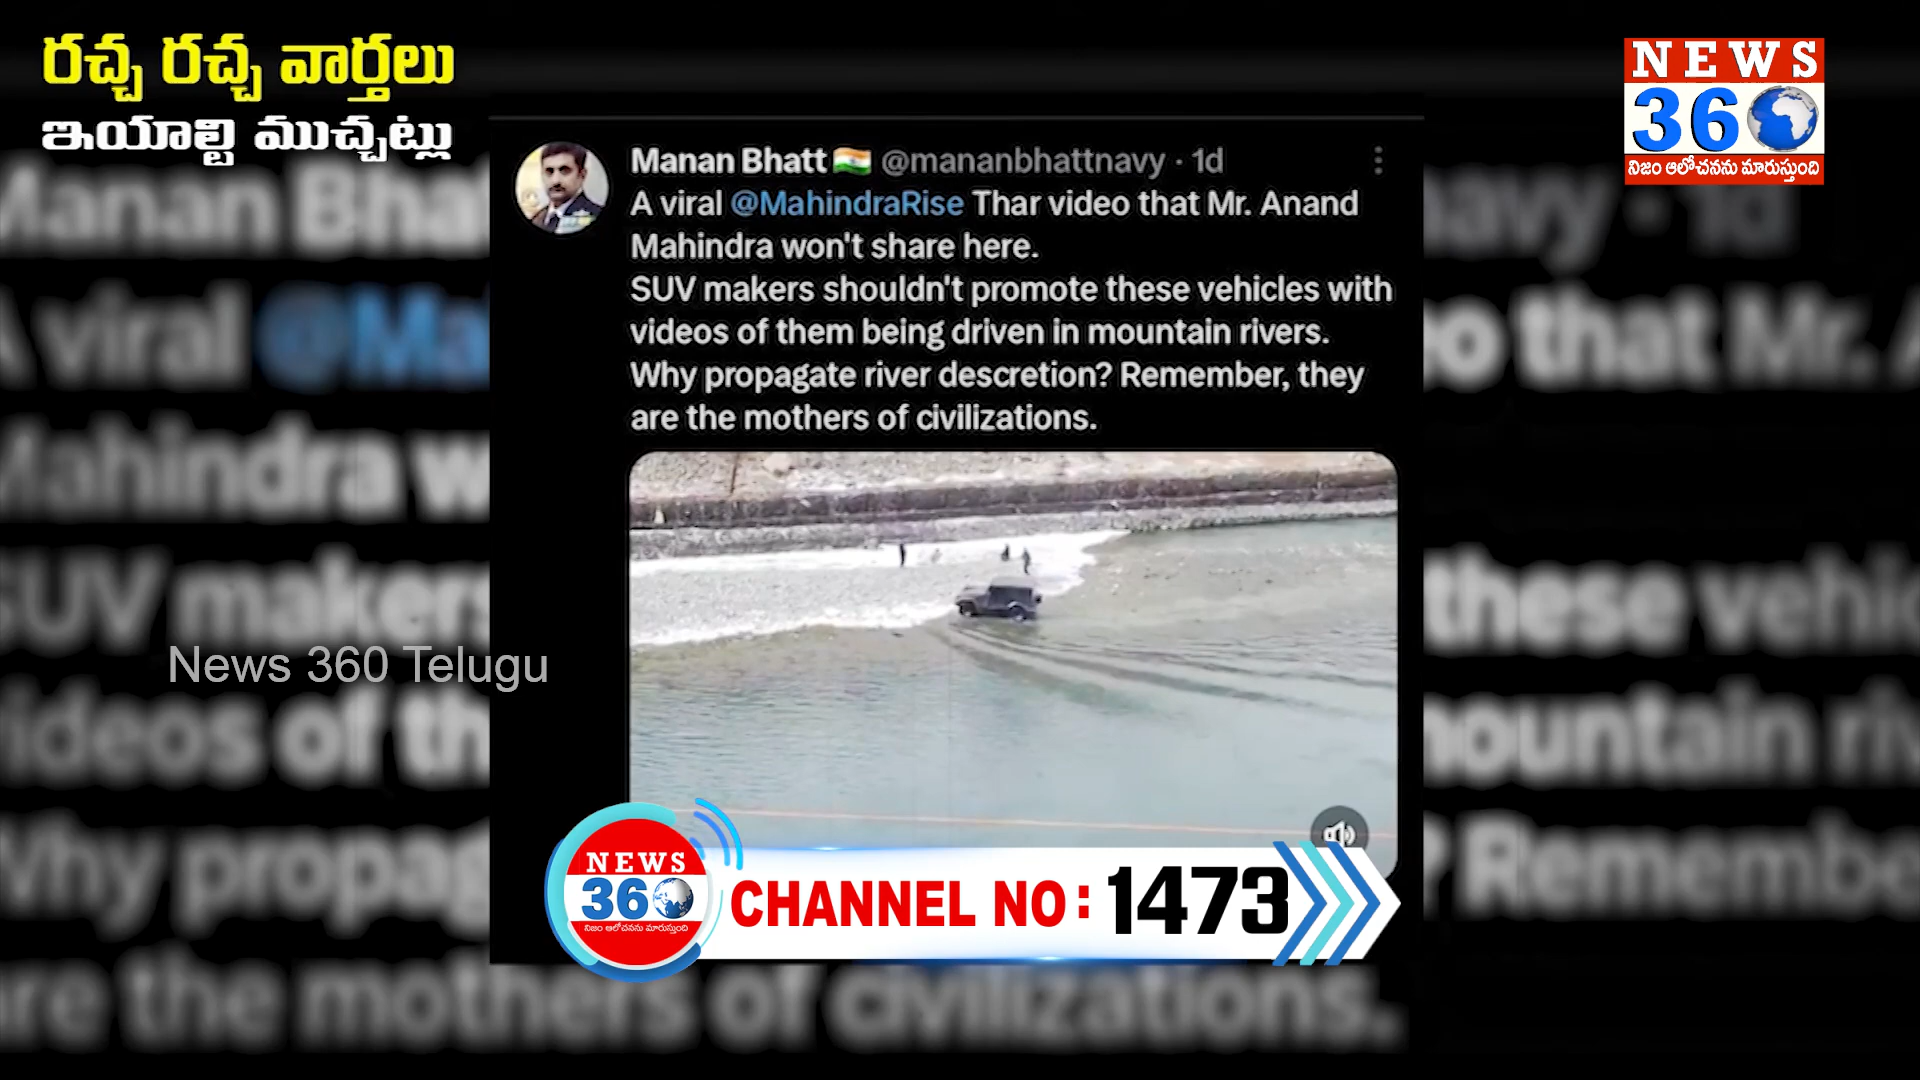 రచ్చ రచ్చ వార్తలు
ఇయాల్టి ముచ్చట్లు
NEWS
360
నిజం ఆలోచనను మారుస్తుంది
Manan Bhatt🇮🇳 @mananbhattnavy · 1d
A viral @MahindraRise Thar video that Mr. Anand
Mahindra won't share here.
SUV makers shouldn't promote these vehicles with
videos of them being driven in mountain rivers.
Why propagate river descretion? Remember, they
are the mothers of civilizations.
News 360 Telugu
NEWS
360
నిజం ఆలోచనను మారుస్తుంది
CHANNEL NO : 1473